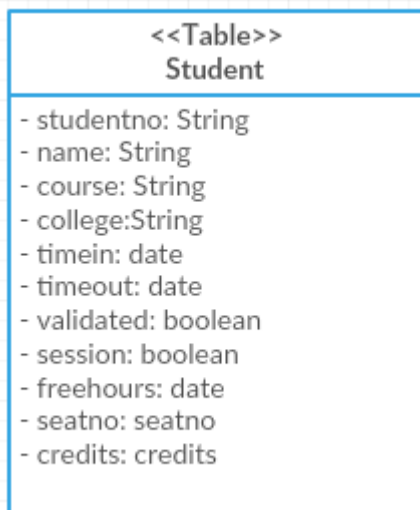 <<Table>>
Student
- studentno: String
- name: String
- course: String
- college:String
- timein: date
- timeout: date
- validated: boolean
- session: boolean
- freehours: date
- seatno: seatno
- credits: credits